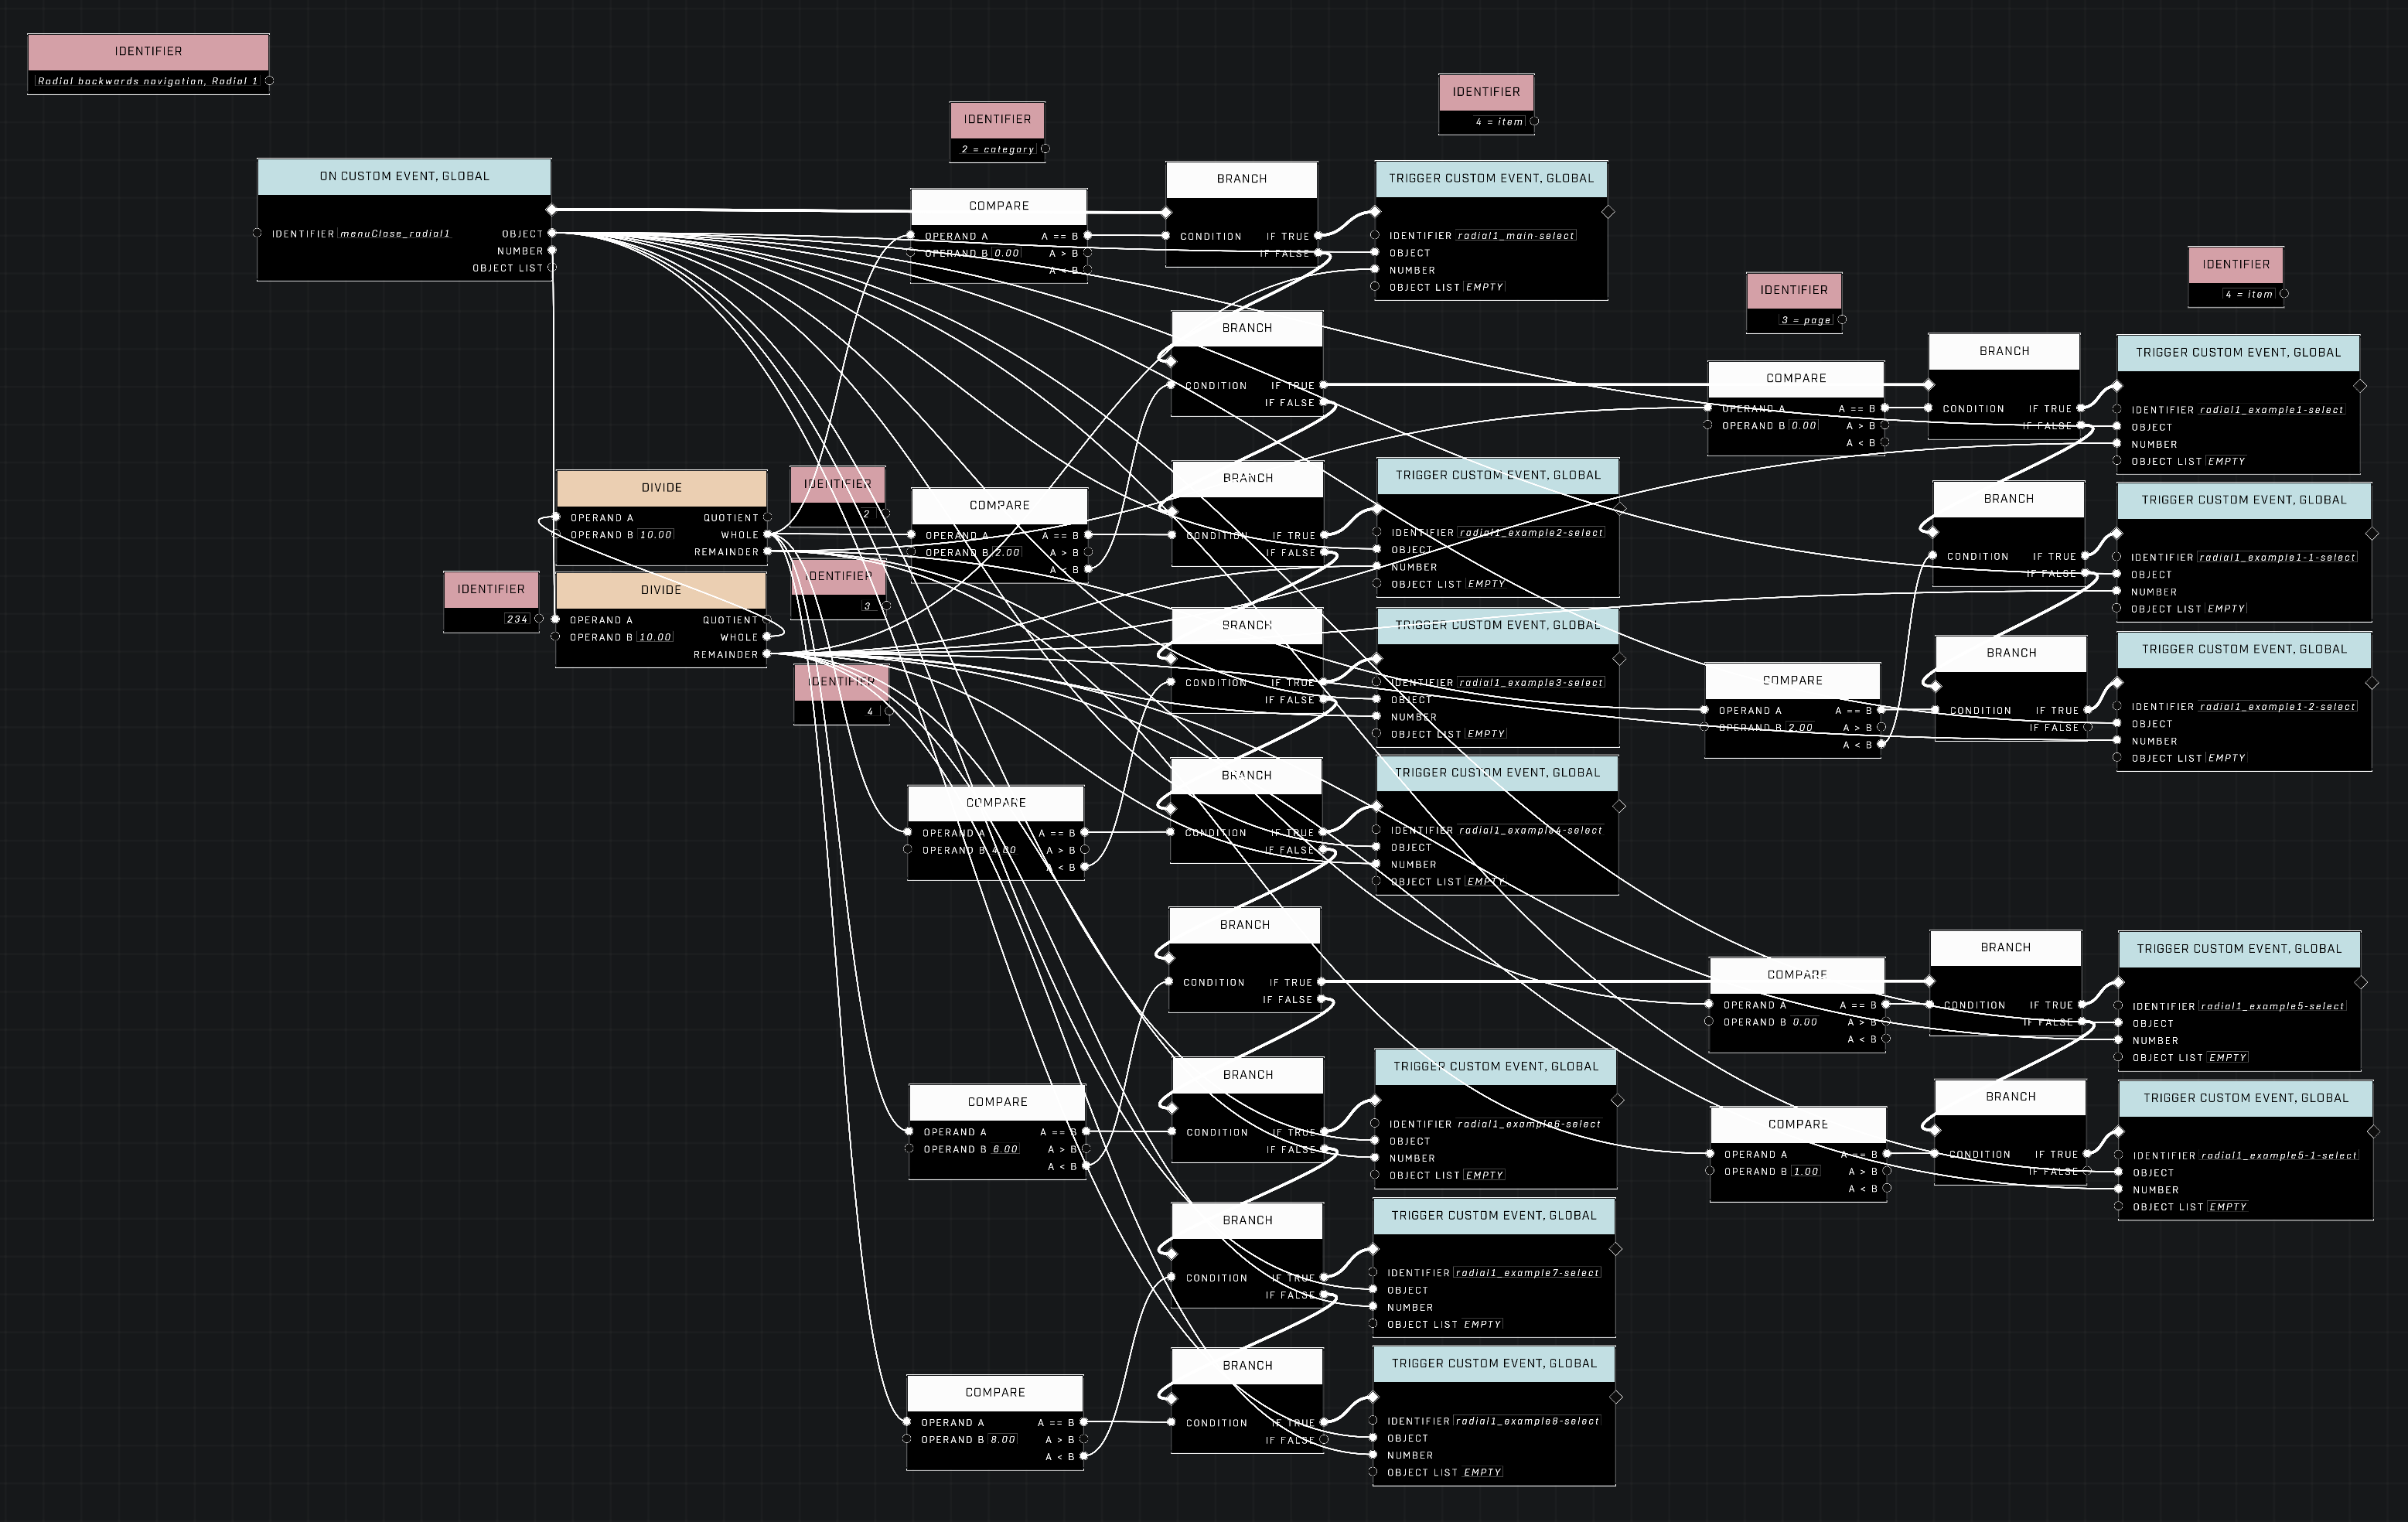 IDENTIFIER
Radial backwards navigation, Radial 1
ON CUSTOM EVENT, GLOBAL
IDENTIFIER menuClose_radial1 OBJECT
NUMBER
OBJECT LIST
IDENTIFIER
2 = category
COMPARE
OPERAND A A == B
OPERAND B 0.00 A > B
A < B
BRANCH
CONDITION IF TRUE
IF FALSE
IDENTIFIER
4 = item
TRIGGER CUSTOM EVENT, GLOBAL
IDENTIFIER radial1_main-select
OBJECT
NUMBER
OBJECT LIST EMPTY
BRANCH
CONDITION IF TRUE
IF FALSE
DIVIDE
OPERAND A QUOTIENT
OPERAND B 10.00 WHOLE
REMAINDER
IDENTIFIER
2
IDENTIFIER
234
DIVIDE
OPERAND A QUOTIENT
OPERAND B 10.00 WHOLE
REMAINDER
IDENTIFIER
3
IDENTIFIER
4
COMPARE
OPERAND A A == B
OPERAND B 2.00 A > B
A < B
BRANCH
CONDITION IF TRUE
IF FALSE
TRIGGER CUSTOM EVENT, GLOBAL
IDENTIFIER radial1_example2-select
OBJECT
NUMBER
OBJECT LIST EMPTY
BRANCH
CONDITION IF TRUE
IF FALSE
TRIGGER CUSTOM EVENT, GLOBAL
IDENTIFIER radial1_example3-select
OBJECT
NUMBER
OBJECT LIST EMPTY
COMPARE
OPERAND A A == B
OPERAND B 4.00 A > B
A < B
BRANCH
CONDITION IF TRUE
IF FALSE
TRIGGER CUSTOM EVENT, GLOBAL
IDENTIFIER radial1_example4-select
OBJECT
NUMBER
OBJECT LIST EMPTY
BRANCH
CONDITION IF TRUE
IF FALSE
COMPARE
OPERAND A A == B
OPERAND B 6.00 A > B
A < B
BRANCH
CONDITION IF TRUE
IF FALSE
TRIGGER CUSTOM EVENT, GLOBAL
IDENTIFIER radial1_example6-select
OBJECT
NUMBER
OBJECT LIST EMPTY
BRANCH
CONDITION IF TRUE
IF FALSE
TRIGGER CUSTOM EVENT, GLOBAL
IDENTIFIER radial1_example7-select
OBJECT
NUMBER
OBJECT LIST EMPTY
COMPARE
OPERAND A A == B
OPERAND B 8.00 A > B
A < B
BRANCH
CONDITION IF TRUE
IF FALSE
TRIGGER CUSTOM EVENT, GLOBAL
IDENTIFIER radial1_example8-select
OBJECT
NUMBER
OBJECT LIST EMPTY
IDENTIFIER
3 = page
COMPARE
OPERAND A A == B
OPERAND B 0.00 A > B
A < B
BRANCH
CONDITION IF TRUE
IF FALSE
IDENTIFIER
4 = item
TRIGGER CUSTOM EVENT, GLOBAL
IDENTIFIER radial1_example1-select
OBJECT
NUMBER
OBJECT LIST EMPTY
BRANCH
CONDITION IF TRUE
IF FALSE
TRIGGER CUSTOM EVENT, GLOBAL
IDENTIFIER radial1_example1-1-select
OBJECT
NUMBER
OBJECT LIST EMPTY
COMPARE
OPERAND A A == B
OPERAND B 2.00 A > B
A < B
BRANCH
CONDITION IF TRUE
IF FALSE
TRIGGER CUSTOM EVENT, GLOBAL
IDENTIFIER radial1_example1-2-select
OBJECT
NUMBER
OBJECT LIST EMPTY
COMPARE
OPERAND A A == B
OPERAND B 0.00 A > B
A < B
BRANCH
CONDITION IF TRUE
IF FALSE
TRIGGER CUSTOM EVENT, GLOBAL
IDENTIFIER radial1_example5-select
OBJECT
NUMBER
OBJECT LIST EMPTY
COMPARE
OPERAND A A == B
OPERAND B 1.00 A > B
A < B
BRANCH
CONDITION IF TRUE
IF FALSE
TRIGGER CUSTOM EVENT, GLOBAL
IDENTIFIER radial1_example5-1-select
OBJECT
NUMBER
OBJECT LIST EMPTY